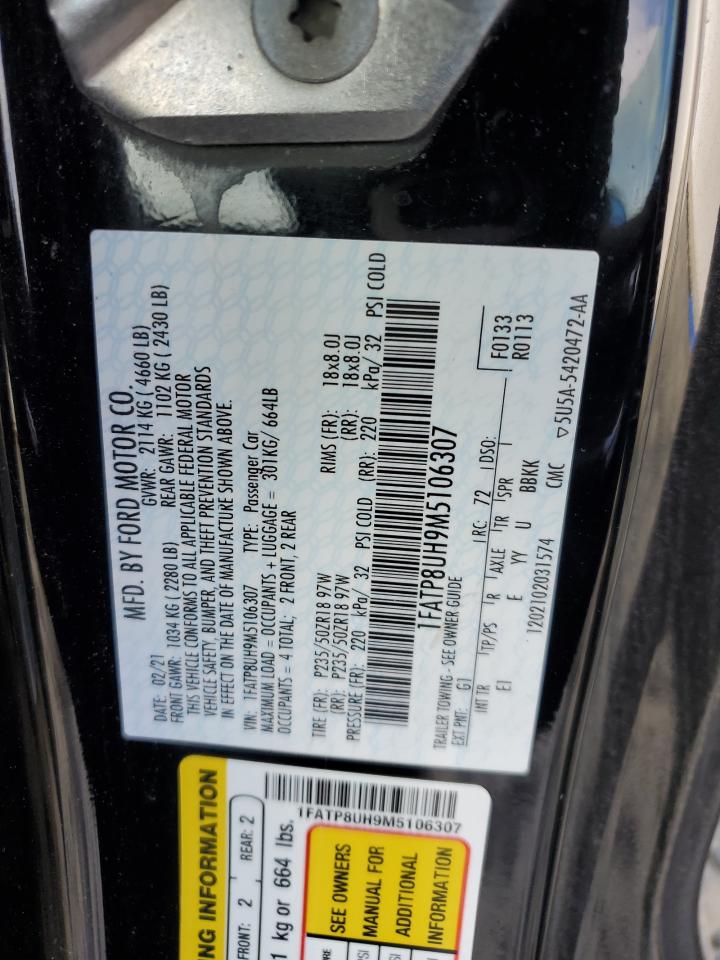 MFD. BY FORD MOTOR CO.
DATE: 02/21 GVWR: 2114 KG ( 4660 LB)
FRONT GAWR: 1034 KG (2280 LB) REAR GAWR: 1102 KG ( 2430 LB)
THIS VEHICLE CONFORMS TO ALL APPLICABLE FEDERAL MOTOR
VEHICLE SAFETY, BUMPER, AND THEFT PREVENTION STANDARDS
IN EFFECT ON THE DATE OF MANUFACTURE SHOWN ABOVE.
VIN: 1FATP8UH9M5106307 TYPE: Passenger Car
MAXIMUM LOAD = OCCUPANTS + LUGGAGE = 301KG/ 664LB
OCCUPANTS = 4 TOTAL; 2 FRONT, 2 REAR
TIRE (FR): P235/50ZR18 97W RIMS (FR): 18x8.0J
(RR): P235/50ZR18 97W (RR): 18x8.0J
PRESSURE (FR): 220 kPa/ 32 PSI COLD (RR): 220 kPa/ 32 PSI COLD
1FATP8UH9M5106307
TRAILER TOWING - SEE OWNER GUIDE
EXT PNT: G1 RC: 72 DSO: F0133
R0113
INT TR TP/PS R AXLE TR SPR
EI E YY U BBKK
1202102031574 CMC ▽5U5A-5420472-AA
NG INFORMATION
FRONT: 2 REAR: 2
1 kg or 664 lbs.
1FATP8UH9M5106307
SEE OWNERS
MANUAL FOR
ADDITIONAL
INFORMATION